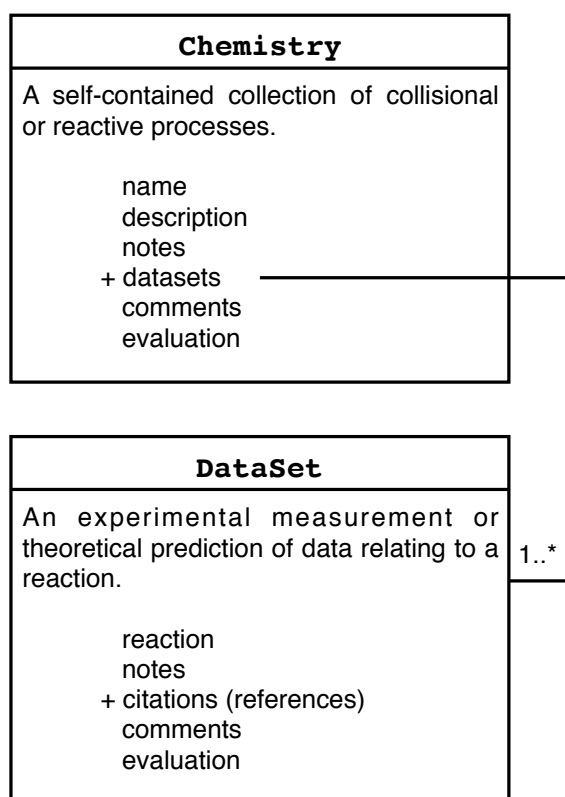 Chemistry
A self-contained collection of collisional
or reactive processes.
name
description
notes
+ datasets
comments
evaluation
DataSet
An experimental measurement or
theoretical prediction of data relating to a
reaction.
1..*
reaction
notes
+ citations (references)
comments
evaluation